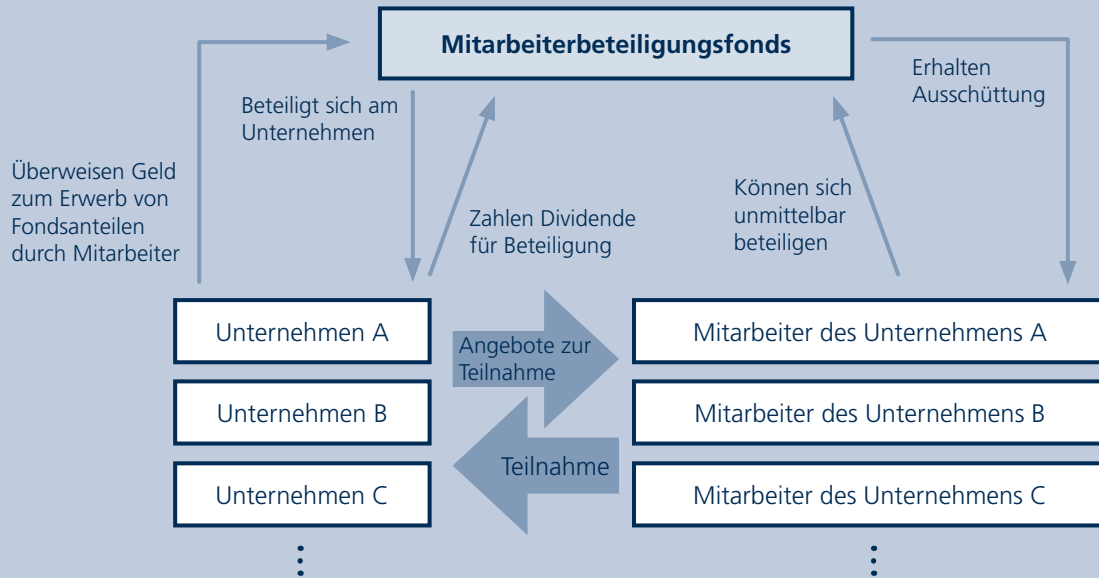 Mitarbeiterbeteiligungsfonds
Erhalten
Ausschüttung
Beteiligt sich am
Unternehmen
Überweisen Geld
zum Erwerb von
Fondsanteilen
durch Mitarbeiter
Zahlen Dividende
für Beteiligung
Können sich
unmittelbar
beteiligen
Unternehmen A
Angebote zur
Teilnahme
Mitarbeiter des Unternehmens A
Unternehmen B
Mitarbeiter des Unternehmens B
Teilnahme
Unternehmen C
Mitarbeiter des Unternehmens C